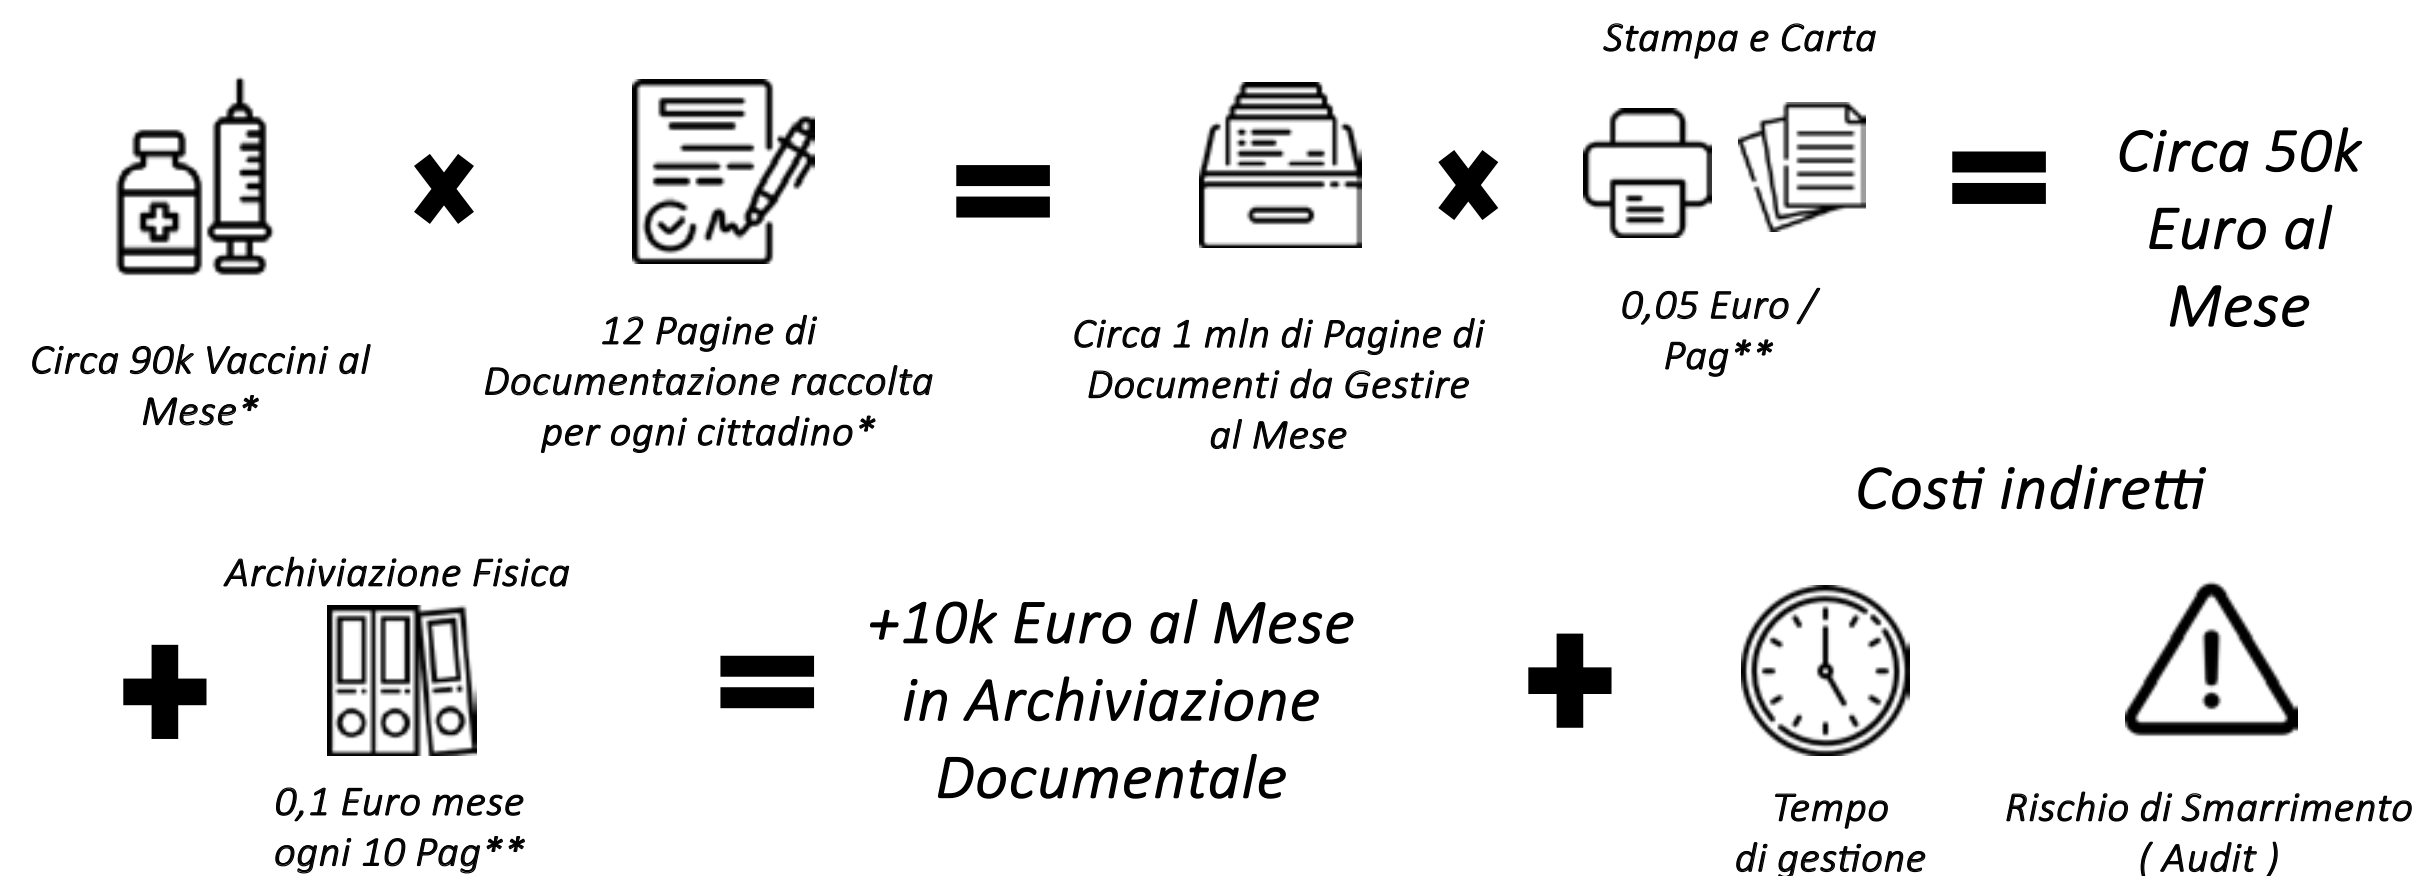 Stampa e Carta
Circa 90k Vaccini al
Mese*
12 Pagine di
Documentazione raccolta
per ogni cittadino*
Circa 1 mln di Pagine di
Documenti da Gestire
al Mese
0,05 Euro /
Pag**
Circa 50k
Euro al
Mese
Costi indiretti
Archiviazione Fisica
0,1 Euro mese
ogni 10 Pag**
+10k Euro al Mese
in Archiviazione
Documentale
Tempo
di gestione
Rischio di Smarrimento
( Audit )